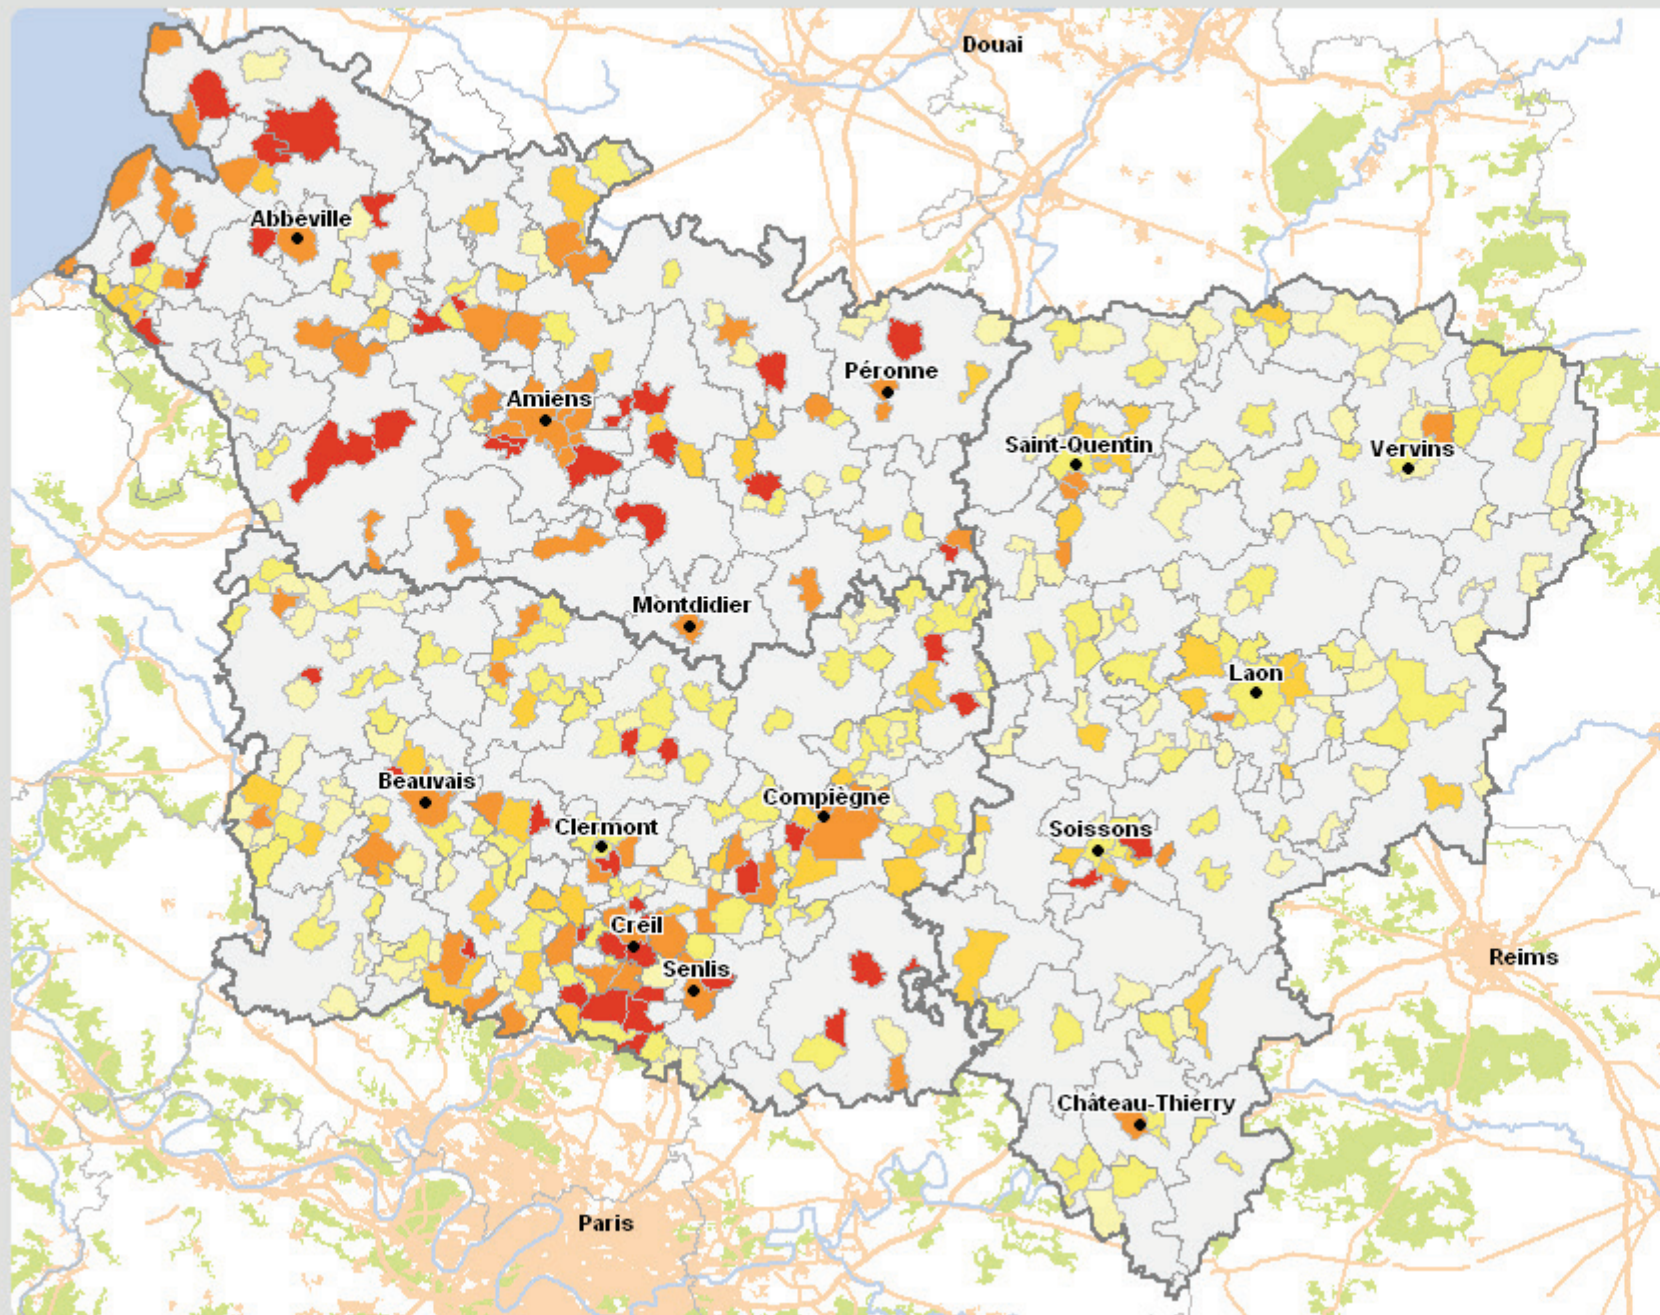 Douai
Abbeville
Péronne
Amiens
Saint-Quentin
Vervins
Montdidier
Laon
Beauvais
Compiègne
Clermont
Soissons
Creil
Reims
Senlis
Château-Thierry
Paris